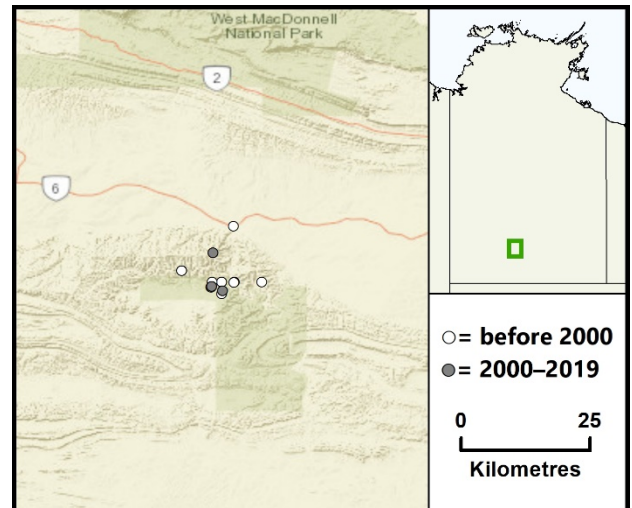 West MacDonnell
National Park
2
6
= before 2000
= 2000–2019
0 25
Kilometres